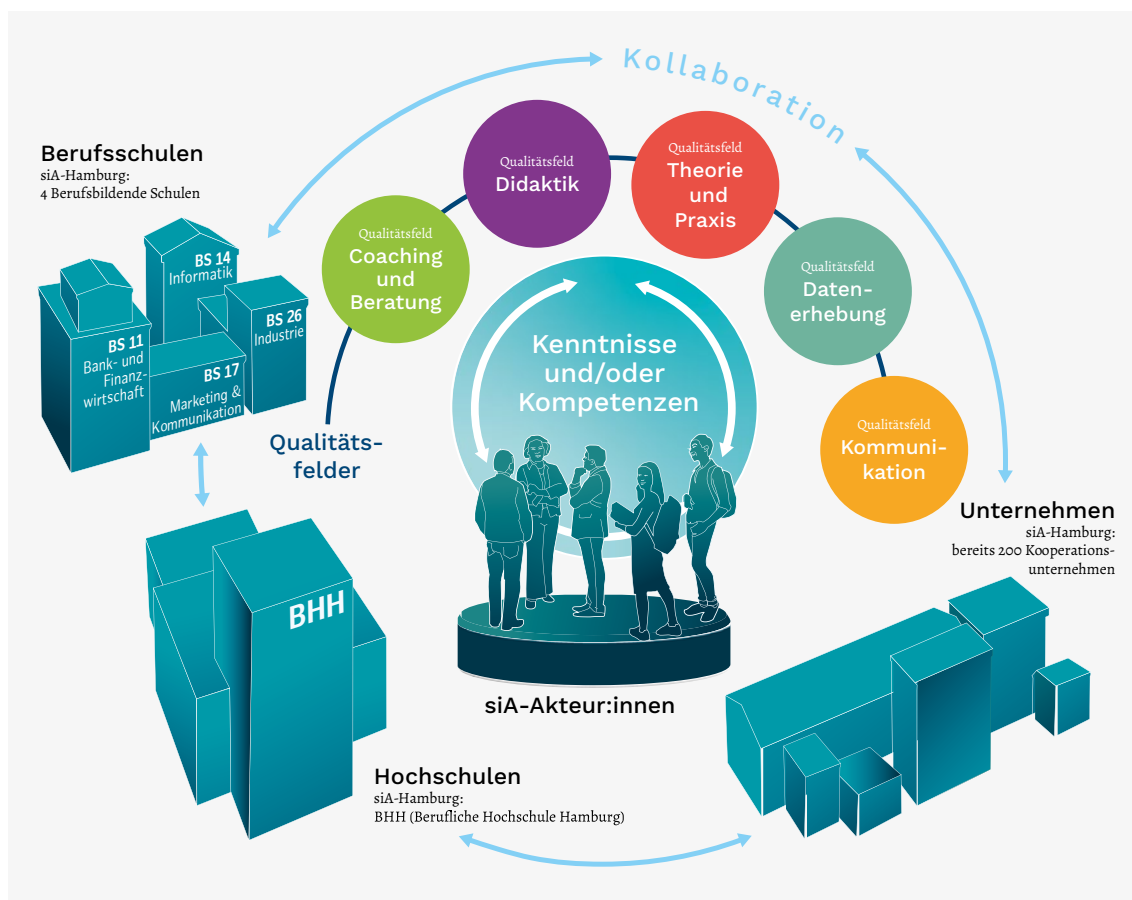 Kollaboration
Berufsschulen
siA-Hamburg:
4 Berufsbildende Schulen
BS 14
Informatik
BS 26
Industrie
BS 11
Bank- und
Finanz-
wirtschaft
BS 17
Marketing &
Kommunikation
Qualitäts-
felder
Qualitätsfeld
Coaching
und
Beratung
Qualitätsfeld
Didaktik
Qualitätsfeld
Theorie
und
Praxis
Qualitätsfeld
Daten-
erhebung
Qualitätsfeld
Kommuni-
kation
Kenntnisse
und/oder
Kompetenzen
siA-Akteur:innen
Unternehmen
siA-Hamburg:
bereits 200 Kooperations-
unternehmen
BHH
Hochschulen
siA-Hamburg:
BHH (Berufliche Hochschule Hamburg)